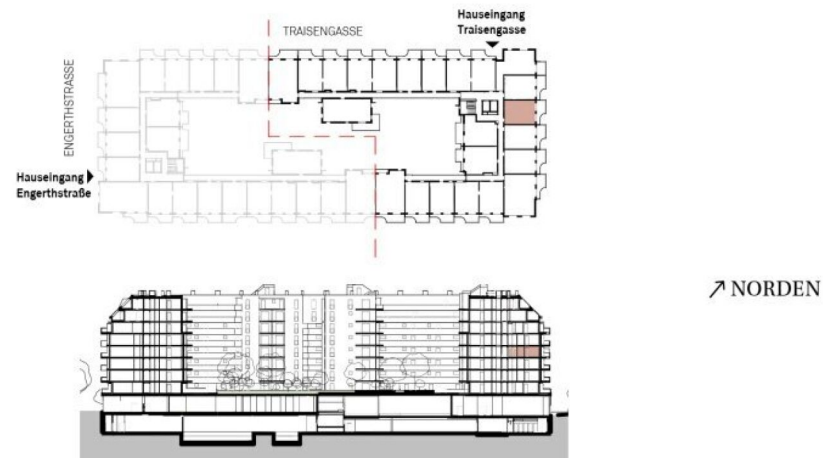 Hauseingang
Traisengasse
TRAISENGASSE
ENGERTHSTRASSE
Hauseingang
Engerthstraße
↗ NORDEN